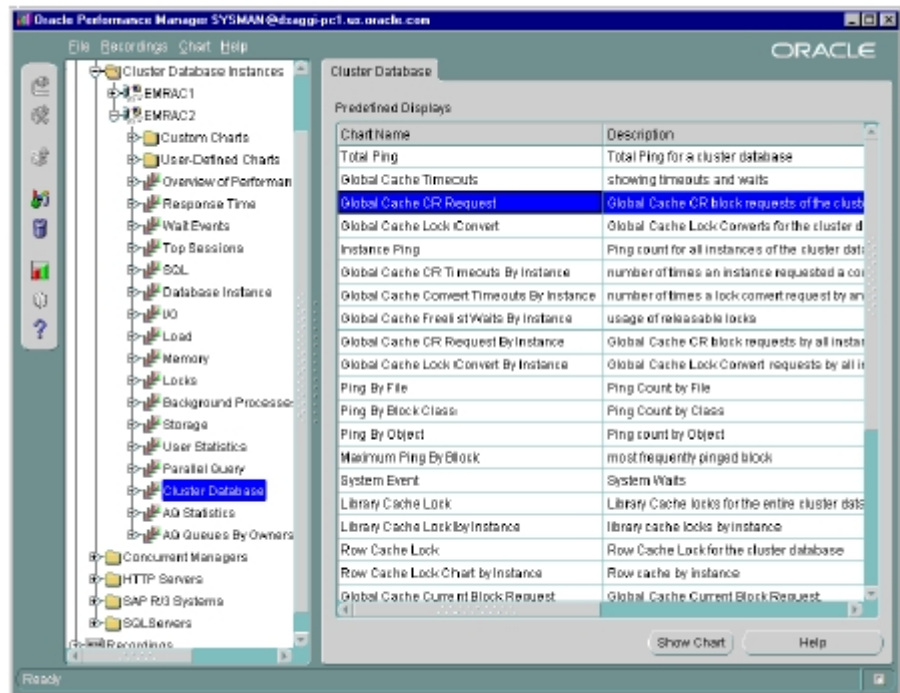 Oracle Performance Manager SYSMAN@dsaggi-pc1.us.oracle.com
File Recordings Chart Help
ORACLE
Cluster Database Instances
EMRAC1
EMRAC2
Custom Charts
User-Defined Charts
Overview of Performan
Response Time
Wait Events
Top Sessions
SQL
Database Instance
I/O
Load
Memory
Locks
Background Processes
Storage
User Statistics
Parallel Query
Cluster Database
AQ Statistics
AQ Queues By Owners
Concurrent Managers
HTTP Servers
SAP R/3 Systems
SQLServers
Recordings
Cluster Database
Predefined Displays
Chart Name Description
Total Ping Total Ping for a cluster database
Global Cache Timeouts showing timeouts and waits
Global Cache CR Request Global Cache CR block requests of the clust
Global Cache Lock Convert Global Cache Lock Converts for the cluster d
Instance Ping Ping count for all instances of the cluster data
Global Cache CR Timeouts By Instance number of times an instance requested a co
Global Cache Convert Timeouts By Instance number of times a lock convert request by an
Global Cache Freelist Waits By Instance usage of releasable locks
Global Cache CR Request By Instance Global Cache CR block requests by all instan
Global Cache Lock Convert By Instance Global Cache Lock Convert requests by all in
Ping By File Ping Count by File
Ping By Block Class Ping Count by Class
Ping By Object Ping count by Object
Maximum Ping By Block most frequently pinged block
System Event System Waits
Library Cache Lock Library Cache locks for the entire cluster data
Library Cache Lock by Instance library cache locks by instance
Row Cache Lock Row Cache Lock for the cluster database
Row Cache Lock Chart by Instance Row cache by instance
Global Cache Current Block Request Global Cache Current Block Request
Show Chart Help
Ready